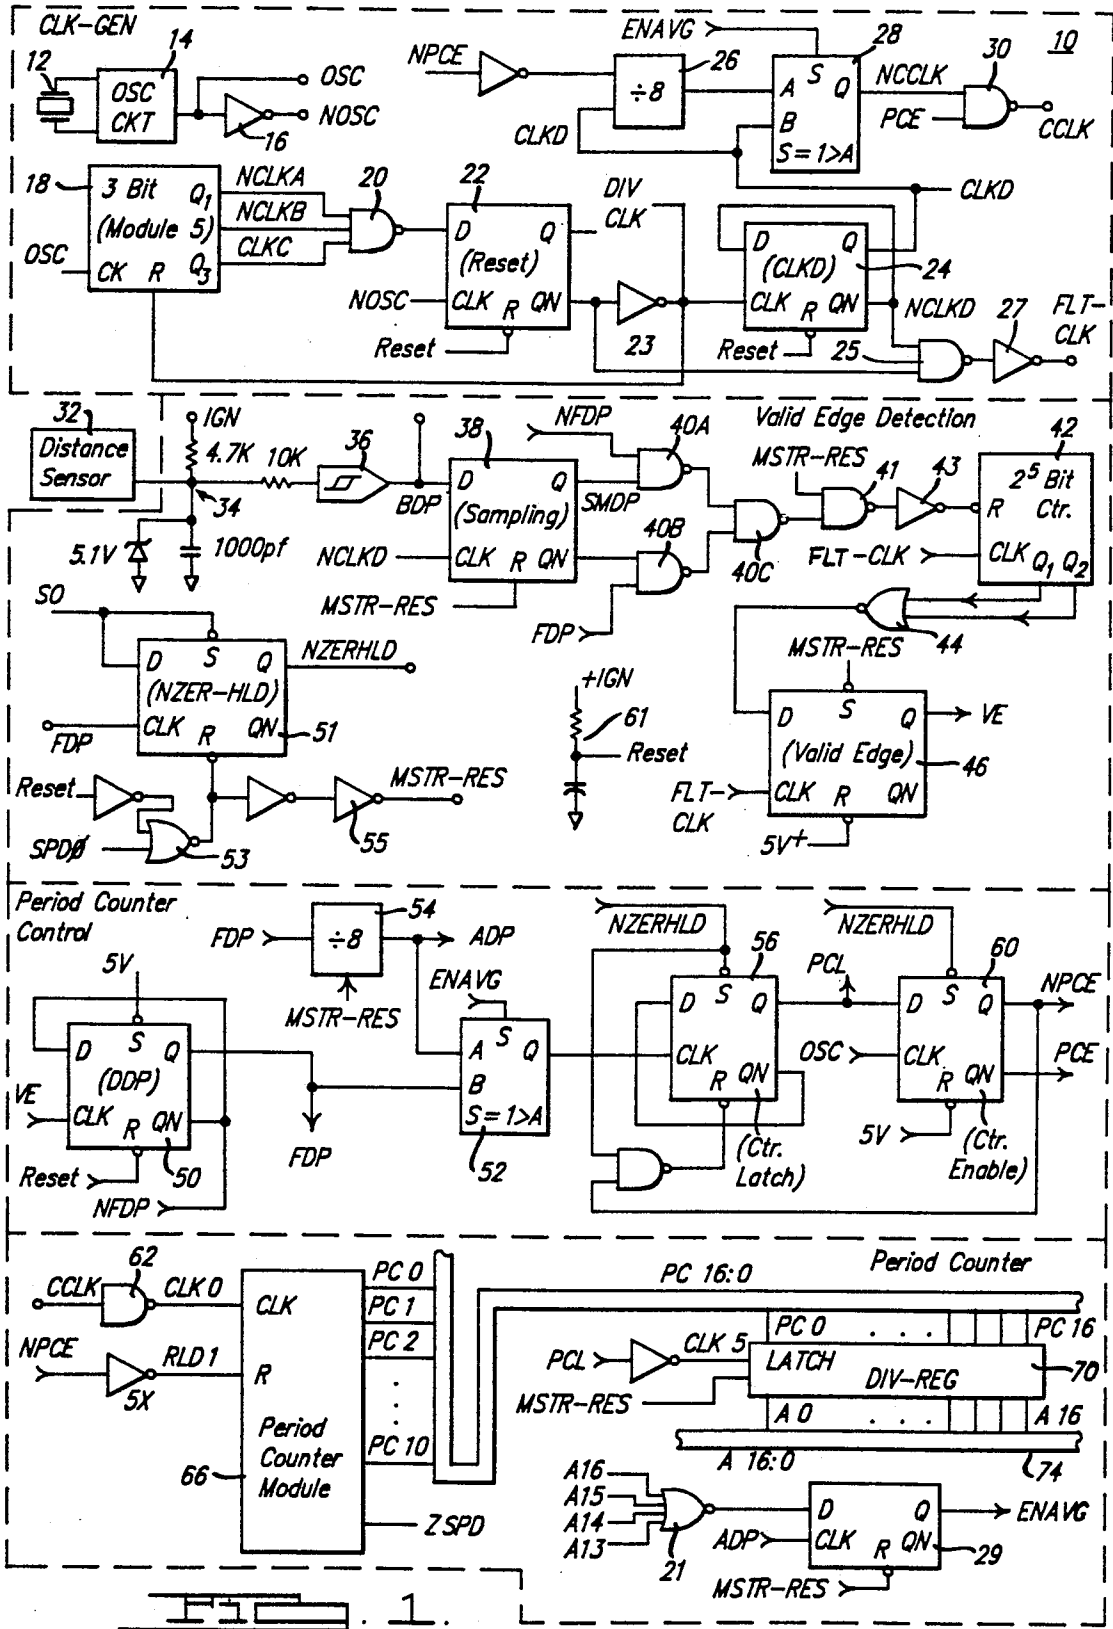 CLK-GEN
12
14
OSC
CKT
OSC
NOSC
16
NPCE
ENAVG
÷8
26
CLKD
A
S
Q
B
S=1>A
28
NCCLK
PCE
30
CCLK
10
18
3 Bit
(Module 5)
Q1
Q3
CK
R
OSC
NCLKA
NCLKB
CLKC
20
22
D
Q
(Reset)
CLK
R
QN
NOSC
Reset
DIV
CLK
23
D
Q
(CLKD)
CLK
R
QN
24
Reset
CLKD
NCLKD
25
27
FLT-
CLK
32
Distance
Sensor
IGN
4.7K
10K
34
5.1V
1000pf
36
BDP
38
D
Q
(Sampling)
CLK
R
QN
NCLKD
MSTR-RES
NFDP
40A
SMDP
40B
FDP
40C
Valid Edge Detection
MSTR-RES
41
43
42
2⁵ Bit
Ctr.
R
CLK
Q1
Q2
FLT-CLK
44
MSTR-RES
D
S
Q
(Valid Edge)
CLK
R
QN
VE
46
FLT-
CLK
5V+
SO
D
S
Q
(NZER-HLD)
CLK
R
QN
NZERHLD
51
FDP
Reset
SPDØ
53
55
MSTR-RES
+IGN
61
Reset
Period Counter
Control
5V
D
S
Q
(DDP)
CLK
R
QN
VE
Reset
50
NFDP
FDP
÷8
54
ADP
MSTR-RES
ENAVG
A
S
Q
B
S=1>A
52
FDP
NZERHLD
56
D
S
Q
CLK
R
QN
(Ctr.
Latch)
PCL
OSC
NZERHLD
60
D
S
Q
CLK
R
QN
5V
(Ctr.
Enable)
NPCE
PCE
62
CCLK
CLK 0
NPCE
RLD 1
5X
CLK
R
Period
Counter
Module
66
PC 0
PC 1
PC 2
PC 10
ZSPD
PC 16:0
Period Counter
PC 0
. . .
PC 16
PCL
CLK 5
MSTR-RES
LATCH
DIV-REG
70
A 0
. . .
A 16
A 16:0
74
A16
A15
A14
A13
21
ADP
D
Q
CLK
R
QN
ENAVG
29
MSTR-RES
FIG. 1.